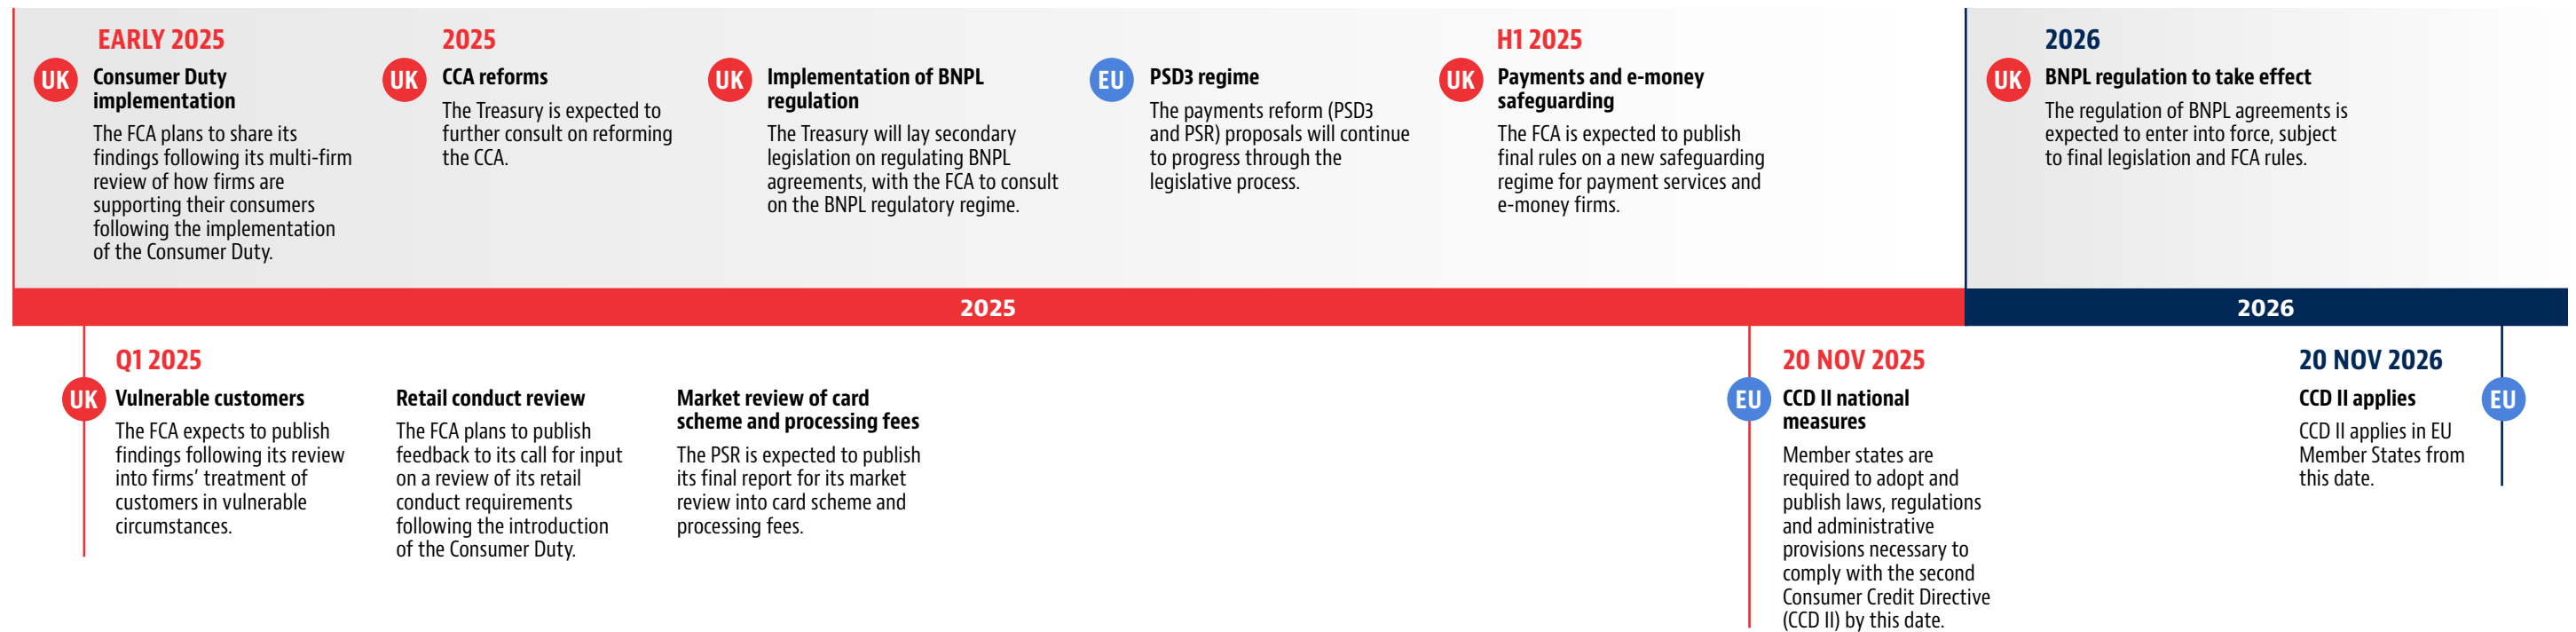 EARLY 2025
UK
Consumer Duty
implementation
The FCA plans to share its
findings following its multi-firm
review of how firms are
supporting their consumers
following the implementation
of the Consumer Duty.
2025
UK
CCA reforms
The Treasury is expected to
further consult on reforming
the CCA.
UK
Implementation of BNPL
regulation
The Treasury will lay secondary
legislation on regulating BNPL
agreements, with the FCA to consult
on the BNPL regulatory regime.
EU
PSD3 regime
The payments reform (PSD3
and PSR) proposals will continue
to progress through the
legislative process.
H1 2025
UK
Payments and e-money
safeguarding
The FCA is expected to publish
final rules on a new safeguarding
regime for payment services and
e-money firms.
2026
UK
BNPL regulation to take effect
The regulation of BNPL agreements is
expected to enter into force, subject
to final legislation and FCA rules.
2025
2026
Q1 2025
UK
Vulnerable customers
The FCA expects to publish
findings following its review
into firms’ treatment of
customers in vulnerable
circumstances.
Retail conduct review
The FCA plans to publish
feedback to its call for input
on a review of its retail
conduct requirements
following the introduction
of the Consumer Duty.
Market review of card
scheme and processing fees
The PSR is expected to publish
its final report for its market
review into card scheme and
processing fees.
20 NOV 2025
EU
CCD II national
measures
Member states are
required to adopt and
publish laws, regulations
and administrative
provisions necessary to
comply with the second
Consumer Credit Directive
(CCD II) by this date.
20 NOV 2026
CCD II applies
EU
CCD II applies in EU
Member States from
this date.